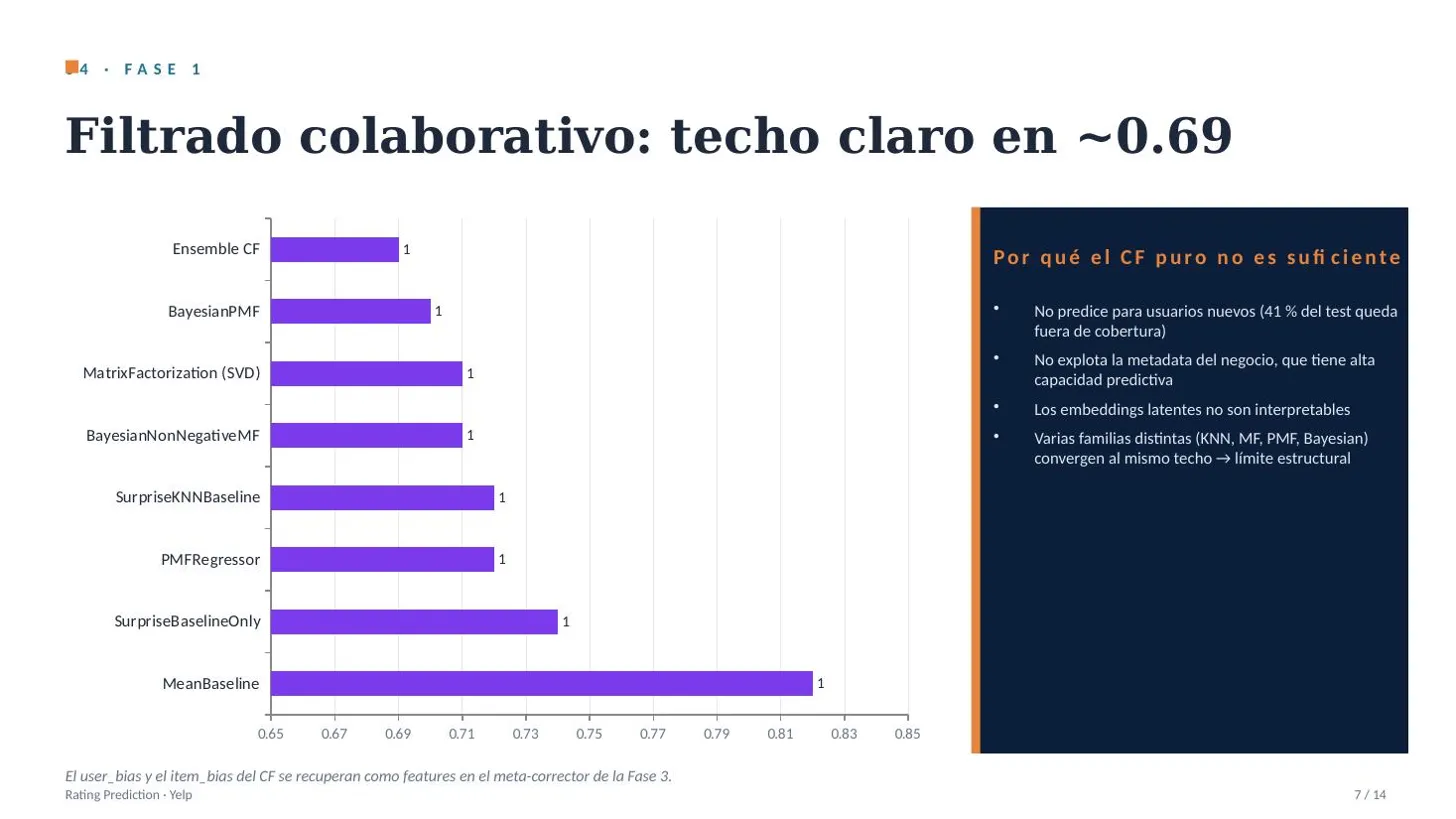 4 · FASE 1
Filtrado colaborativo: techo claro en ~0.69
Ensemble CF
1
BayesianPMF
1
MatrixFactorization (SVD)
1
BayesianNonNegativeMF
1
SurpriseKNNBaseline
1
PMFRegressor
1
SurpriseBaselineOnly
1
MeanBaseline
1
0.65 0.67 0.69 0.71 0.73 0.75 0.77 0.79 0.81 0.83 0.85
Por qué el CF puro no es suficiente
• No predice para usuarios nuevos (41 % del test queda
fuera de cobertura)
• No explota la metadata del negocio, que tiene alta
capacidad predictiva
• Los embeddings latentes no son interpretables
• Varias familias distintas (KNN, MF, PMF, Bayesian)
convergen al mismo techo → límite estructural
El user_bias y el item_bias del CF se recuperan como features en el meta-corrector de la Fase 3.
Rating Prediction · Yelp
7 / 14